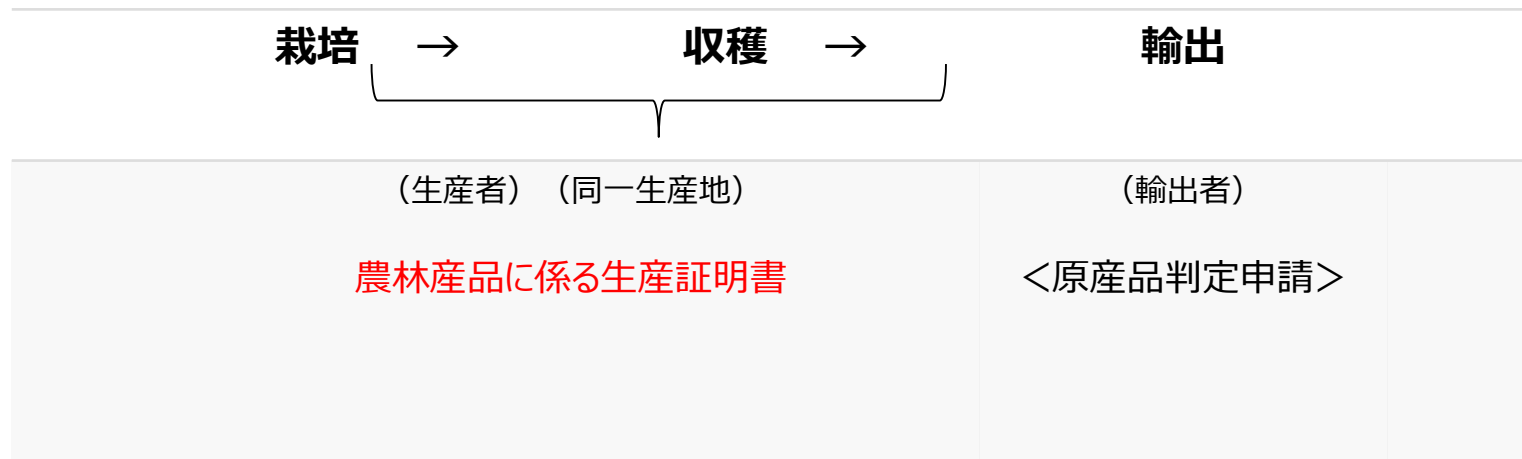 栽培 → 収穫 → 輸出
（生産者）（同一生産地） （輸出者）
農林産品に係る生産証明書 ＜原産品判定申請＞